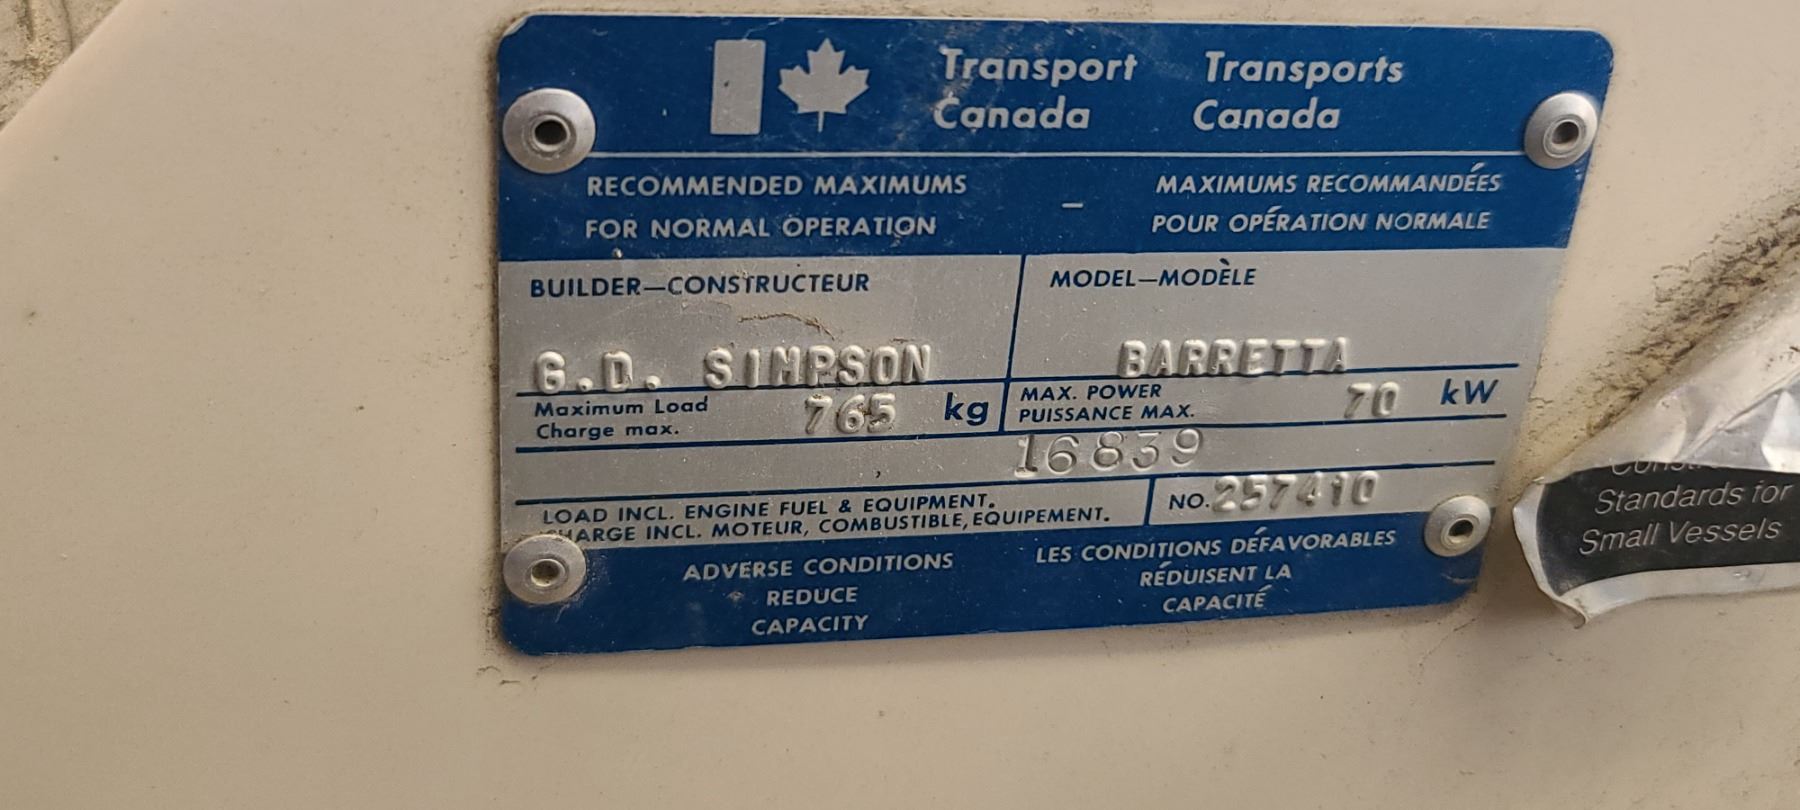 Transport Canada
Transports Canada
RECOMMENDED MAXIMUMS
FOR NORMAL OPERATION
–
MAXIMUMS RECOMMANDÉES
POUR OPÉRATION NORMALE
BUILDER—CONSTRUCTEUR
G.D. SIMPSON
MODEL—MODÈLE
BARRETTA
Maximum Load
Charge max.
765 kg
MAX. POWER
PUISSANCE MAX.
70 kW
16839
LOAD INCL. ENGINE FUEL & EQUIPMENT.
CHARGE INCL. MOTEUR, COMBUSTIBLE, EQUIPEMENT.
NO. 257410
ADVERSE CONDITIONS
REDUCE
CAPACITY
LES CONDITIONS DÉFAVORABLES
RÉDUISENT LA
CAPACITÉ
Standards for
Small Vessels